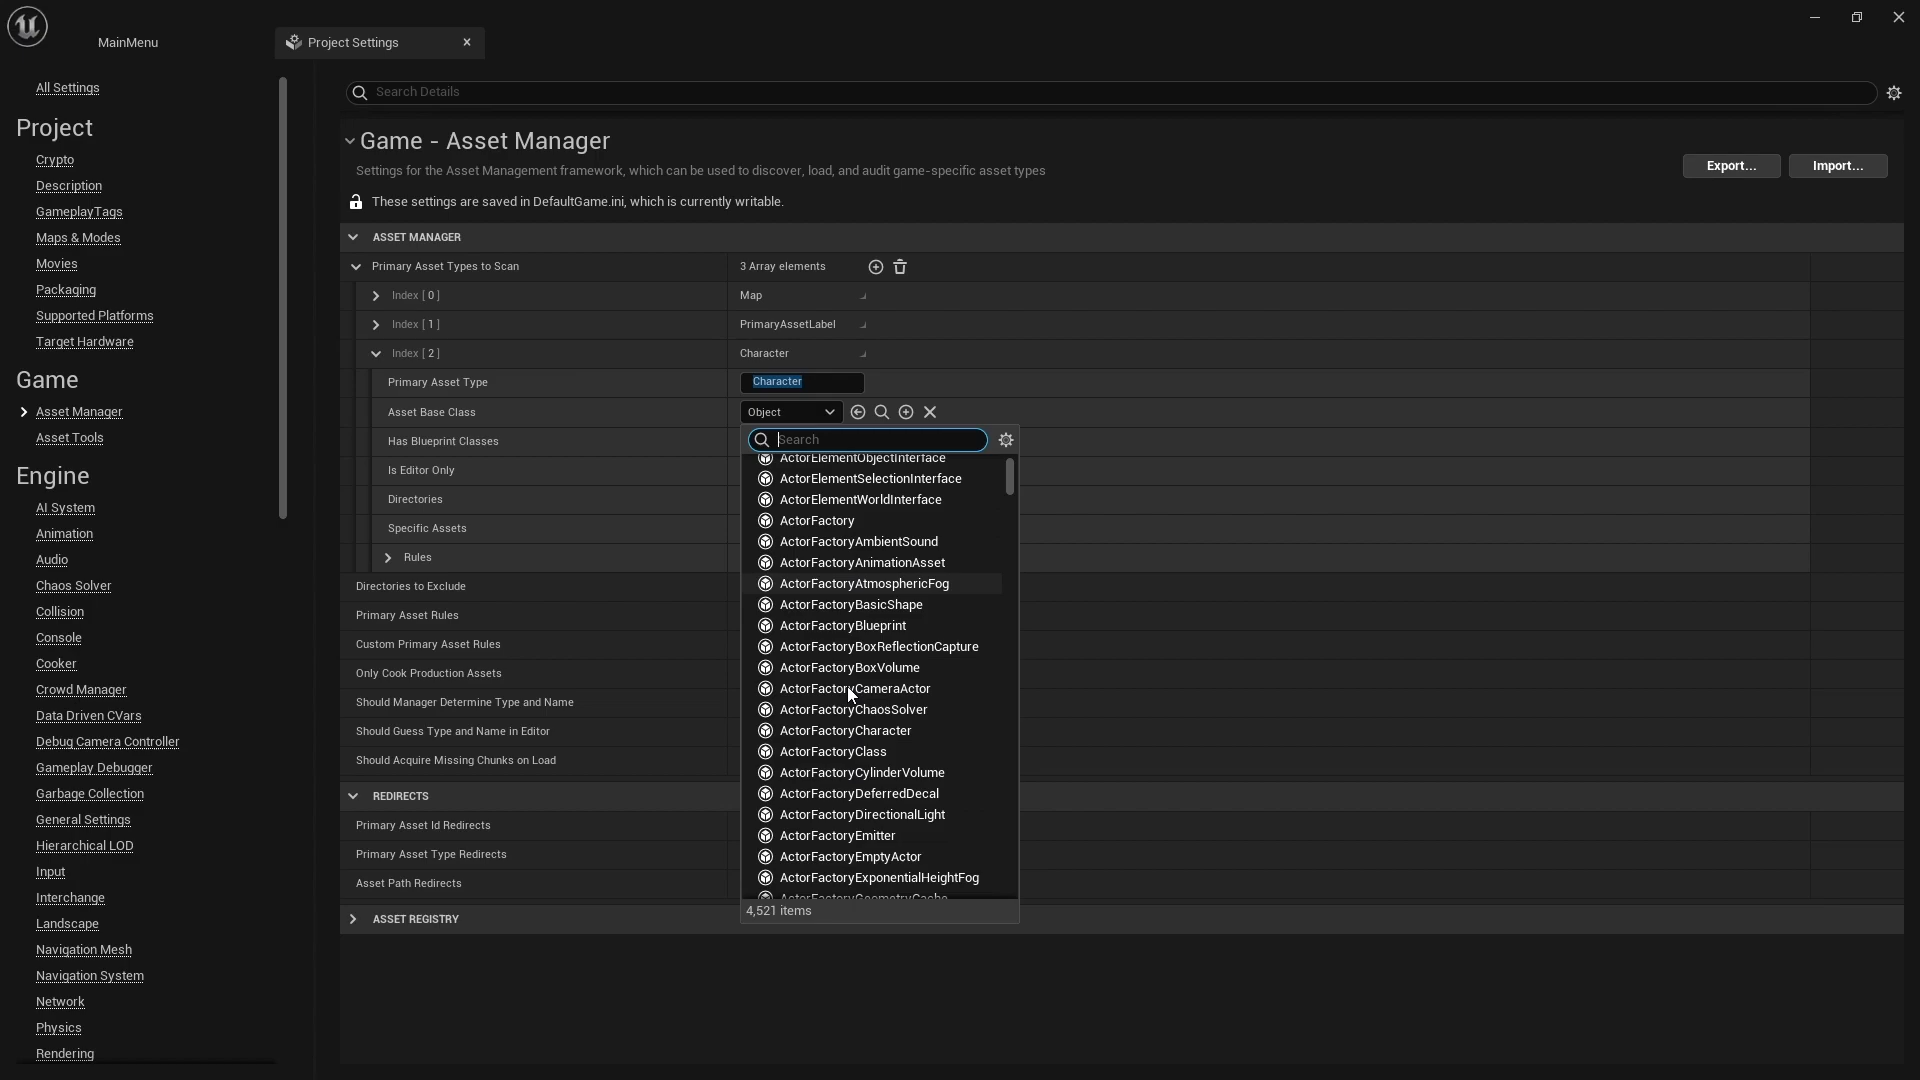 MainMenu
Project Settings
All Settings
Project
Crypto
Description
GameplayTags
Maps & Modes
Movies
Packaging
Supported Platforms
Target Hardware
Game
Asset Manager
Asset Tools
Engine
AI System
Animation
Audio
Chaos Solver
Collision
Console
Cooker
Crowd Manager
Data Driven CVars
Debug Camera Controller
Gameplay Debugger
Garbage Collection
General Settings
Hierarchical LOD
Input
Interchange
Landscape
Navigation Mesh
Navigation System
Network
Physics
Rendering
Search Details
Game - Asset Manager
Settings for the Asset Management framework, which can be used to discover, load, and audit game-specific asset types
Export...
Import...
These settings are saved in DefaultGame.ini, which is currently writable.
ASSET MANAGER
Primary Asset Types to Scan
3 Array elements
Index [ 0 ]
Map
Index [ 1 ]
PrimaryAssetLabel
Index [ 2 ]
Character
Primary Asset Type
Character
Asset Base Class
Object
Has Blueprint Classes
Is Editor Only
Directories
Specific Assets
Rules
Directories to Exclude
Primary Asset Rules
Custom Primary Asset Rules
Only Cook Production Assets
Should Manager Determine Type and Name
Should Guess Type and Name in Editor
Should Acquire Missing Chunks on Load
REDIRECTS
Primary Asset Id Redirects
Primary Asset Type Redirects
Asset Path Redirects
ASSET REGISTRY
Search
ActorElementObjectInterface
ActorElementSelectionInterface
ActorElementWorldInterface
ActorFactory
ActorFactoryAmbientSound
ActorFactoryAnimationAsset
ActorFactoryAtmosphericFog
ActorFactoryBasicShape
ActorFactoryBlueprint
ActorFactoryBoxReflectionCapture
ActorFactoryBoxVolume
ActorFactoryCameraActor
ActorFactoryChaosSolver
ActorFactoryCharacter
ActorFactoryClass
ActorFactoryCylinderVolume
ActorFactoryDeferredDecal
ActorFactoryDirectionalLight
ActorFactoryEmitter
ActorFactoryEmptyActor
ActorFactoryExponentialHeightFog
ActorFactoryGeometryCache
4,521 items